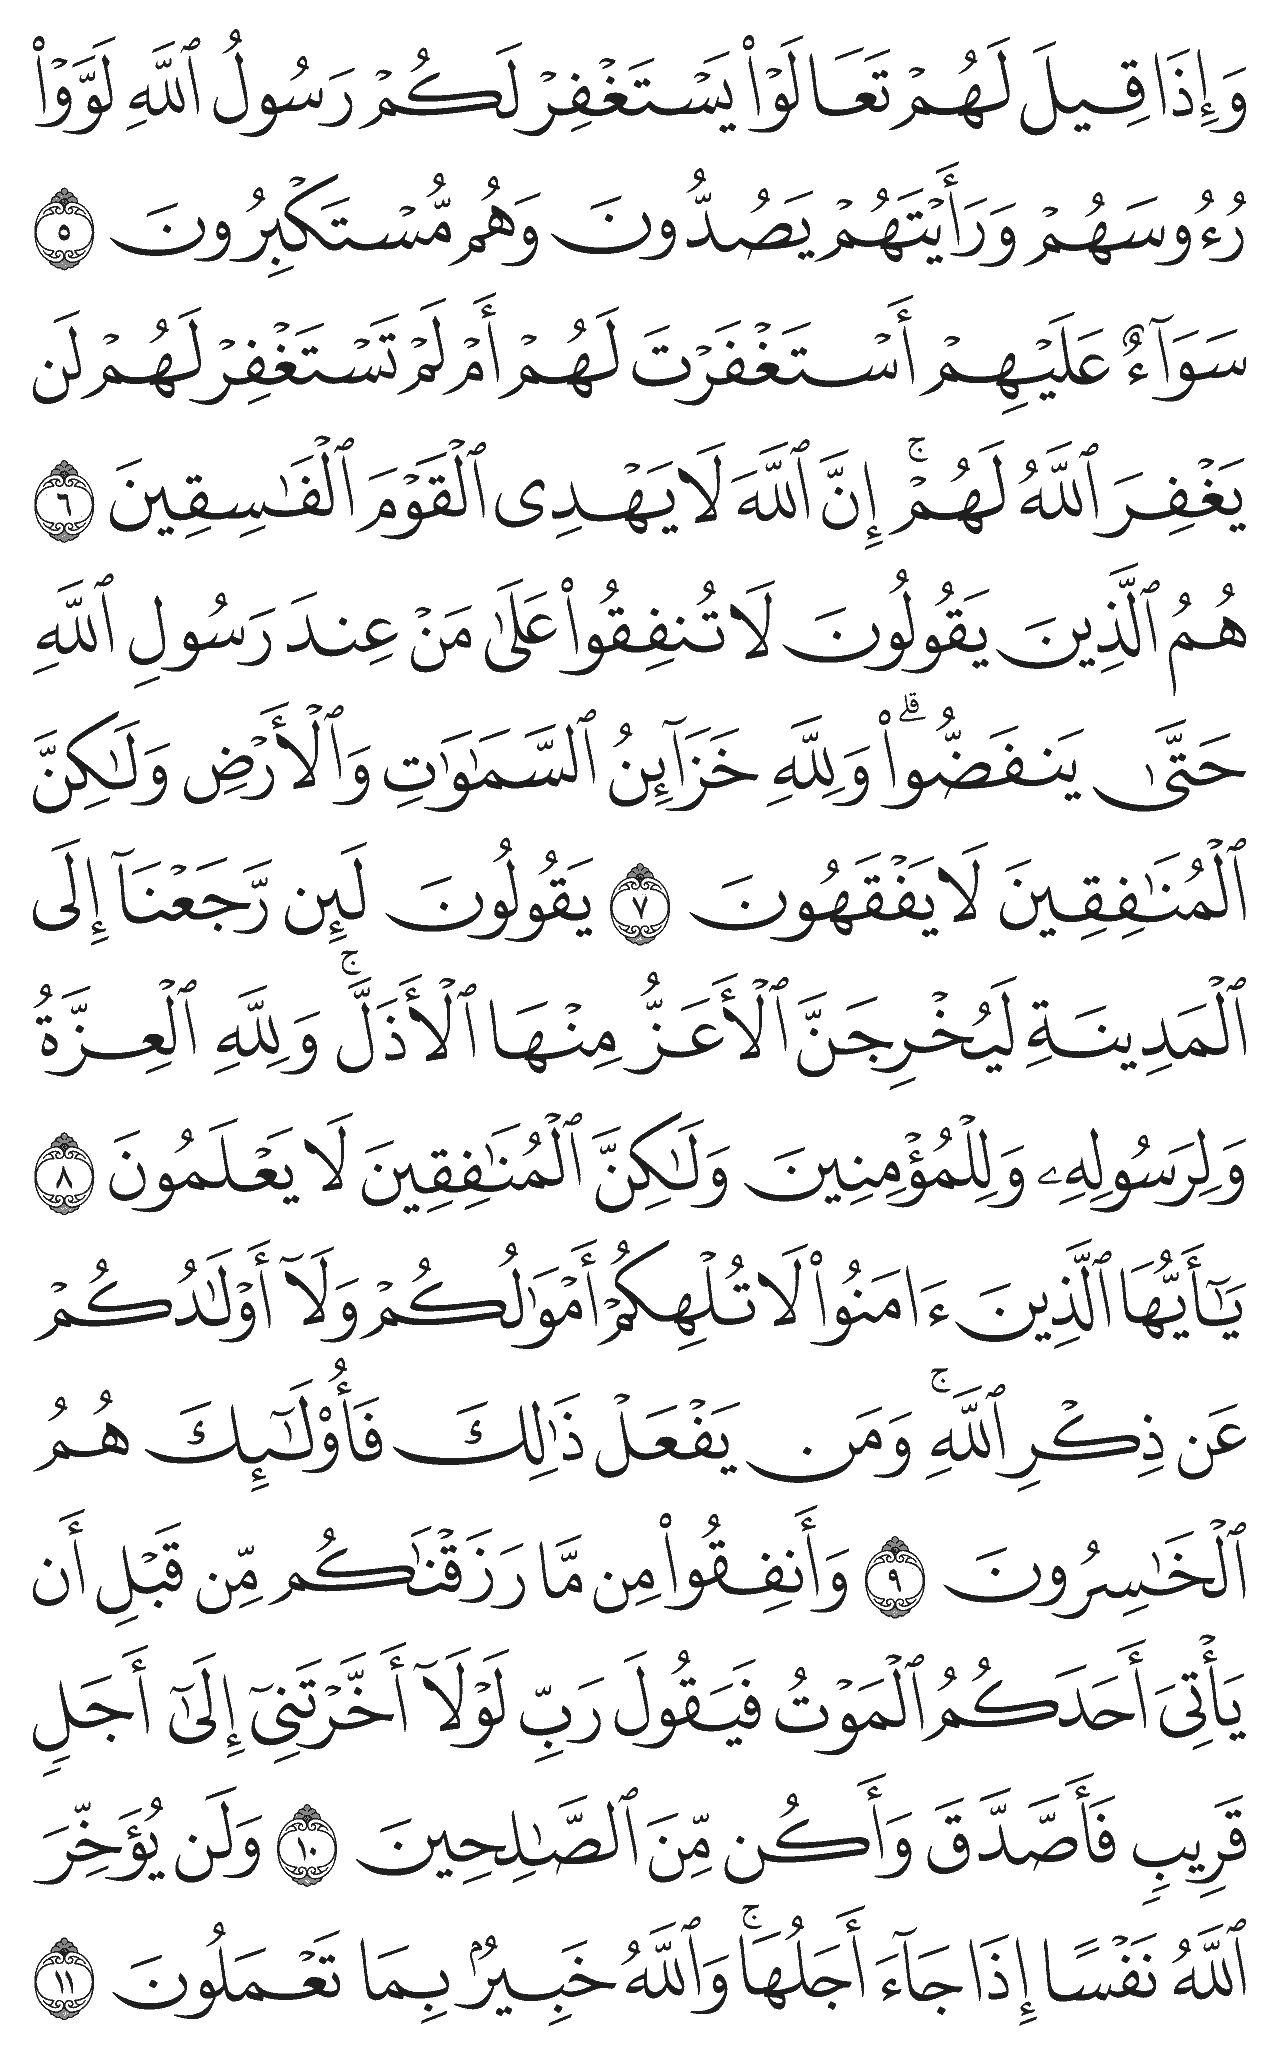 وَإِذَا قِيلَ لَهُمْ تَعَالَوْا۟ يَسْتَغْفِرْ لَكُمْ رَسُولُ ٱللَّهِ لَوَّوْا۟
رُءُوسَهُمْ وَرَأَيْتَهُمْ يَصُدُّونَ وَهُم مُّسْتَكْبِرُونَ ٥
سَوَآءٌ عَلَيْهِمْ أَسْتَغْفَرْتَ لَهُمْ أَمْ لَمْ تَسْتَغْفِرْ لَهُمْ لَن
يَغْفِرَ ٱللَّهُ لَهُمْ ۚ إِنَّ ٱللَّهَ لَا يَهْدِى ٱلْقَوْمَ ٱلْفَـٰسِقِينَ ٦
هُمُ ٱلَّذِينَ يَقُولُونَ لَا تُنفِقُوا۟ عَلَىٰ مَنْ عِندَ رَسُولِ ٱللَّهِ
حَتَّىٰ يَنفَضُّوا۟ ۗ وَلِلَّهِ خَزَآئِنُ ٱلسَّمَـٰوَٰتِ وَٱلْأَرْضِ وَلَـٰكِنَّ
ٱلْمُنَـٰفِقِينَ لَا يَفْقَهُونَ ٧ يَقُولُونَ لَئِن رَّجَعْنَآ إِلَى
ٱلْمَدِينَةِ لَيُخْرِجَنَّ ٱلْأَعَزُّ مِنْهَا ٱلْأَذَلَّ ۚ وَلِلَّهِ ٱلْعِزَّةُ
وَلِرَسُولِهِۦ وَلِلْمُؤْمِنِينَ وَلَـٰكِنَّ ٱلْمُنَـٰفِقِينَ لَا يَعْلَمُونَ ٨
يَـٰٓأَيُّهَا ٱلَّذِينَ ءَامَنُوا۟ لَا تُلْهِكُمْ أَمْوَٰلُكُمْ وَلَآ أَوْلَـٰدُكُمْ
عَن ذِكْرِ ٱللَّهِ ۚ وَمَن يَفْعَلْ ذَٰلِكَ فَأُو۟لَـٰٓئِكَ هُمُ
ٱلْخَـٰسِرُونَ ٩ وَأَنفِقُوا۟ مِن مَّا رَزَقْنَـٰكُم مِّن قَبْلِ أَن
يَأْتِىَ أَحَدَكُمُ ٱلْمَوْتُ فَيَقُولَ رَبِّ لَوْلَآ أَخَّرْتَنِىٓ إِلَىٰٓ أَجَلٍ
قَرِيبٍ فَأَصَّدَّقَ وَأَكُن مِّنَ ٱلصَّـٰلِحِينَ ١٠ وَلَن يُؤَخِّرَ
ٱللَّهُ نَفْسًا إِذَا جَآءَ أَجَلُهَا ۚ وَٱللَّهُ خَبِيرٌۢ بِمَا تَعْمَلُونَ ١١